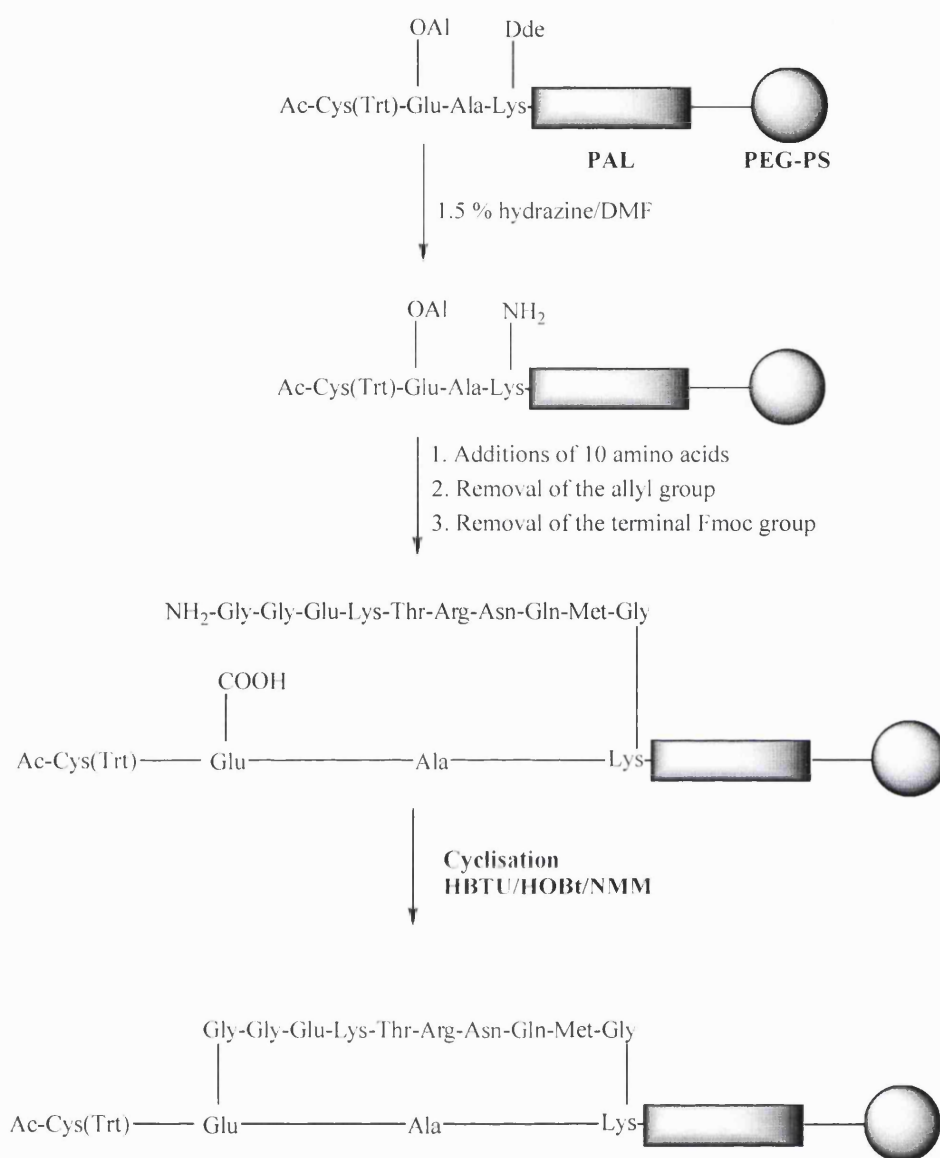 OAl
Dde
Ac-Cys(Trt)-Glu-Ala-Lys-
PAL
PEG-PS
1.5 % hydrazine/DMF
OAl
NH₂
Ac-Cys(Trt)-Glu-Ala-Lys-
1. Additions of 10 amino acids
2. Removal of the allyl group
3. Removal of the terminal Fmoc group
NH₂-Gly-Gly-Glu-Lys-Thr-Arg-Asn-Gln-Met-Gly
COOH
Ac-Cys(Trt)—Glu—Ala—Lys
Cyclisation
HBTU/HOBt/NMM
Gly-Gly-Glu-Lys-Thr-Arg-Asn-Gln-Met-Gly
Ac-Cys(Trt)—Glu—Ala—Lys